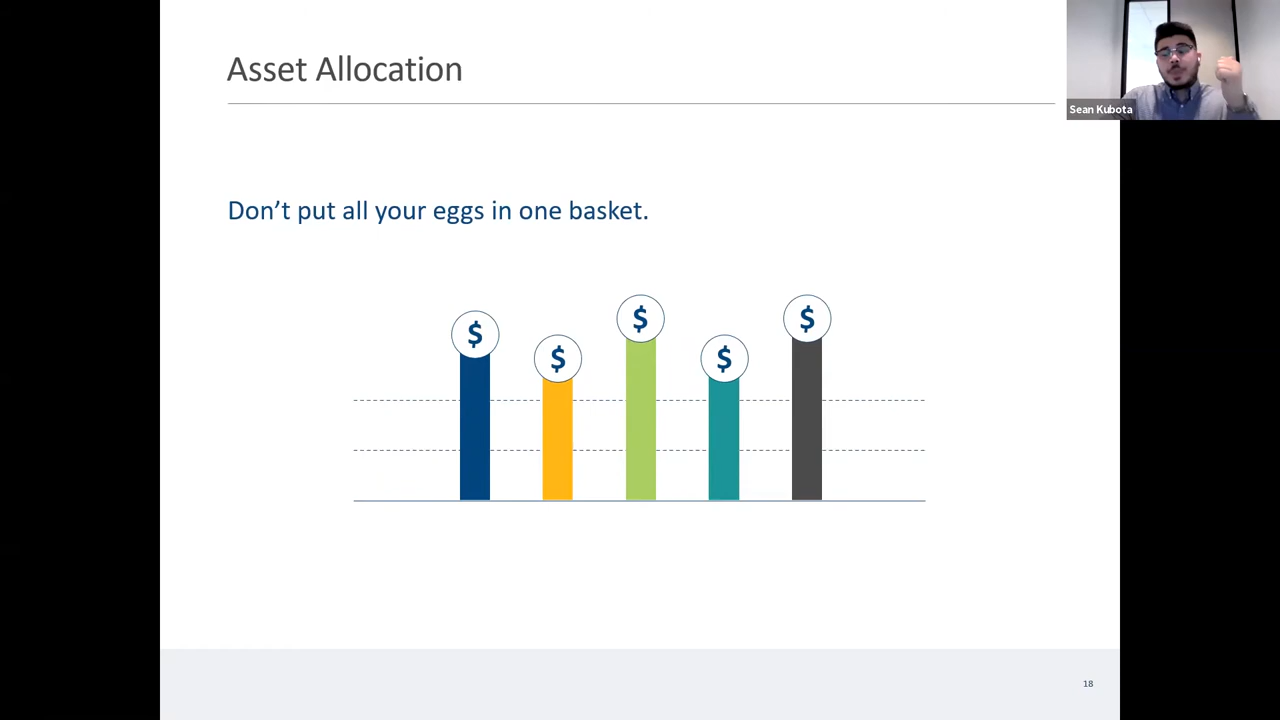 Asset Allocation
Sean Kubota
Don’t put all your eggs in one basket.
$
$
$
$
$
18